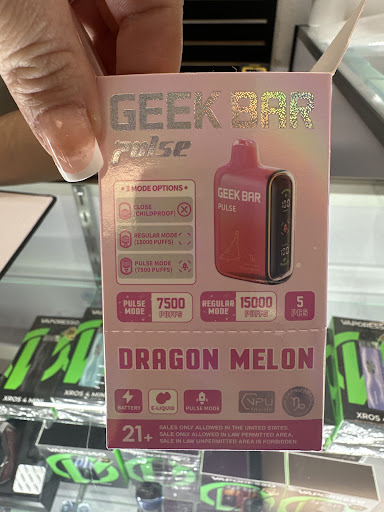 GEEK BAR
Pulse
3 MODE OPTIONS
CLOSE
(CHILDPROOF)
REGULAR MODE
(15000 PUFFS)
PULSE MODE
(7500 PUFFS)
GEEK BAR
PULSE
PULSE
MODE
7500
PUFFS
REGULAR
MODE
15000
PUFFS
5
PCS
DRAGON MELON
BATTERY
E-LIQUID
PULSE MODE
VPU
21+
SALES ONLY ALLOWED IN THE UNITED STATES.
SALE ONLY ALLOWED IN LAW PERMITTED AREA.
SALE IN LAW UNPERMITTED AREA IS FORBIDDEN.
XROS 4 MINI
XROS 4